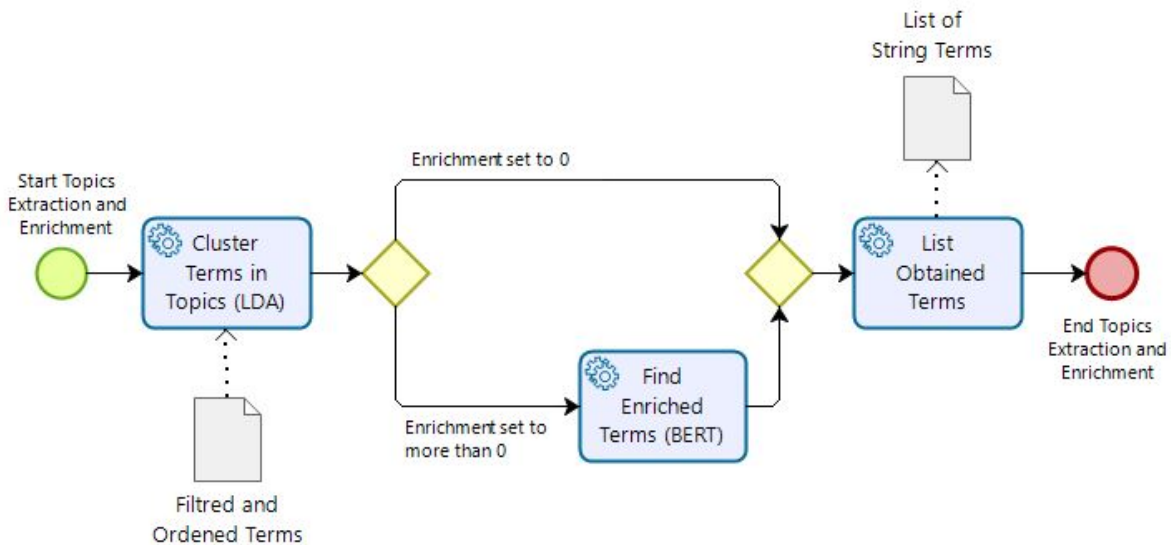 List of
String Terms
Enrichment set to 0
Start Topics
Extraction and
Enrichment
Cluster
Terms in
Topics (LDA)
List
Obtained
Terms
End Topics
Extraction and
Enrichment
Find
Enriched
Terms (BERT)
Enrichment set to
more than 0
Filtred and
Ordened Terms